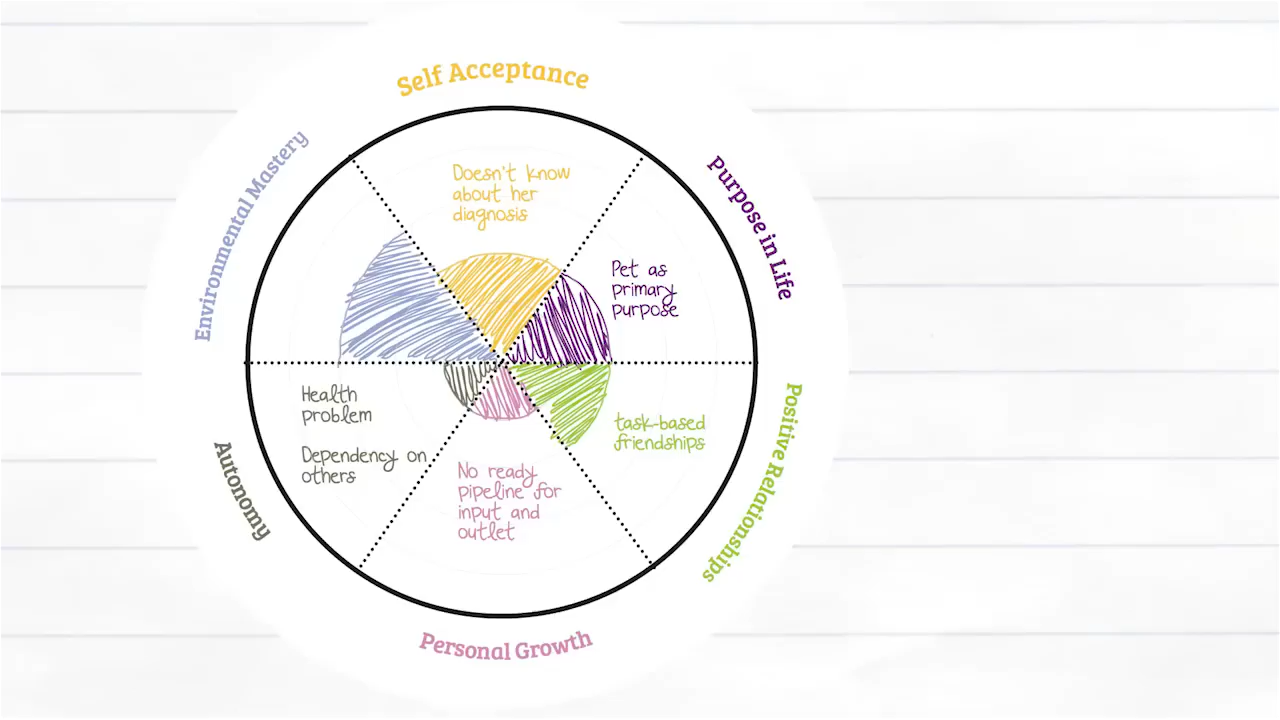 Self Acceptance
Environmental Mastery
Purpose in Life
Doesn't know
about her
diagnosis
Pet as
primary
purpose
Health
problem
Dependency on
others
task-based
friendships
No ready
pipeline for
input and
outlet
Autonomy
Positive Relationships
Personal Growth